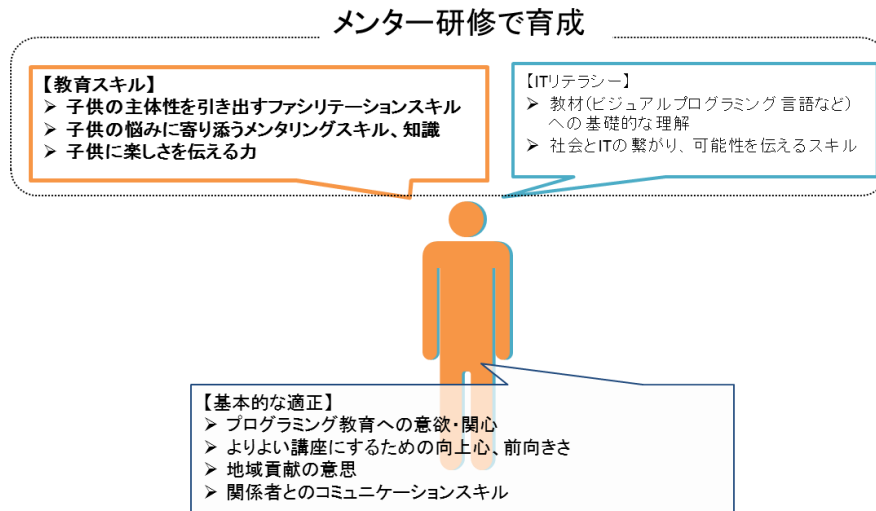 メンター研修で育成
【教育スキル】
➢ 子供の主体性を引き出すファシリテーションスキル
➢ 子供の悩みに寄り添うメンタリングスキル、知識
➢ 子供に楽しさを伝える力
【ITリテラシー】
➢ 教材(ビジュアルプログラミング言語など)
への基礎的な理解
➢ 社会とITの繋がり、可能性を伝えるスキル
【基本的な適正】
➢ プログラミング教育への意欲・関心
➢ よりよい講座にするための向上心、前向きさ
➢ 地域貢献の意思
➢ 関係者とのコミュニケーションスキル